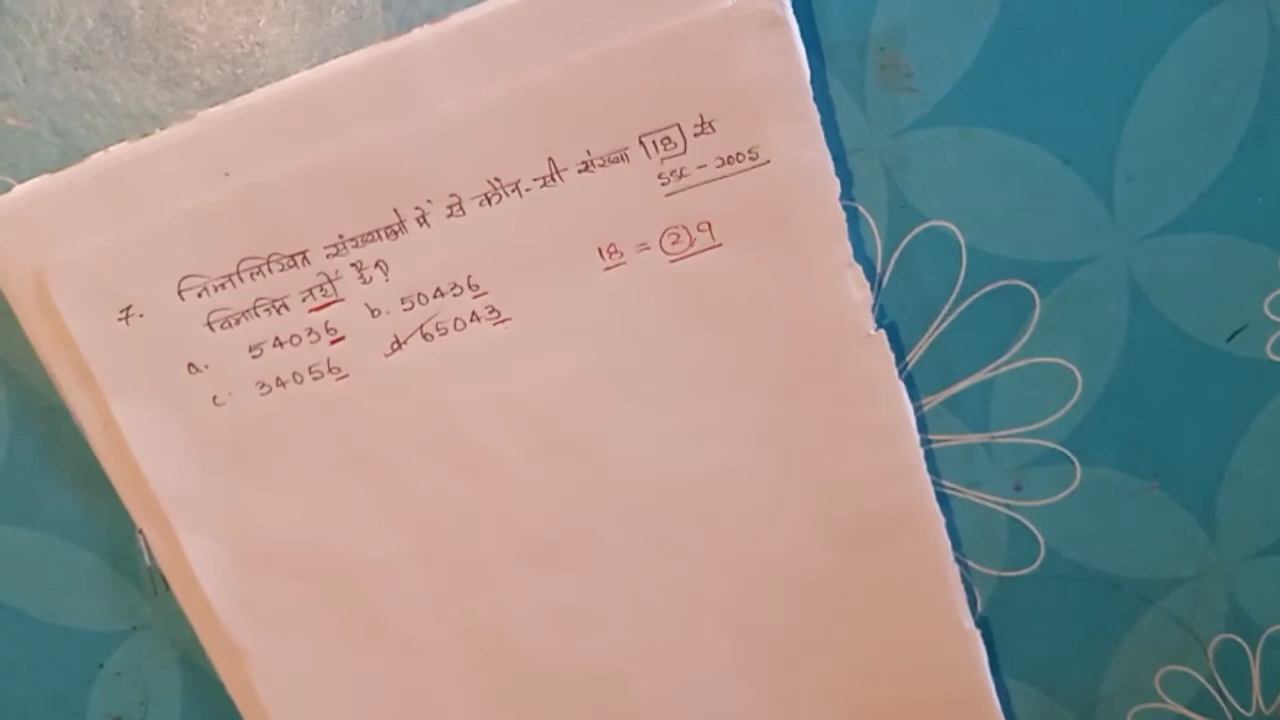 7. निम्नलिखित संख्याओं में से कौन-सी संख्या 18 से
विभाजित नहीं है?
SSC - 2005
a. 54036 b. 50436
c. 34056 d. 65043
18 = 2,9